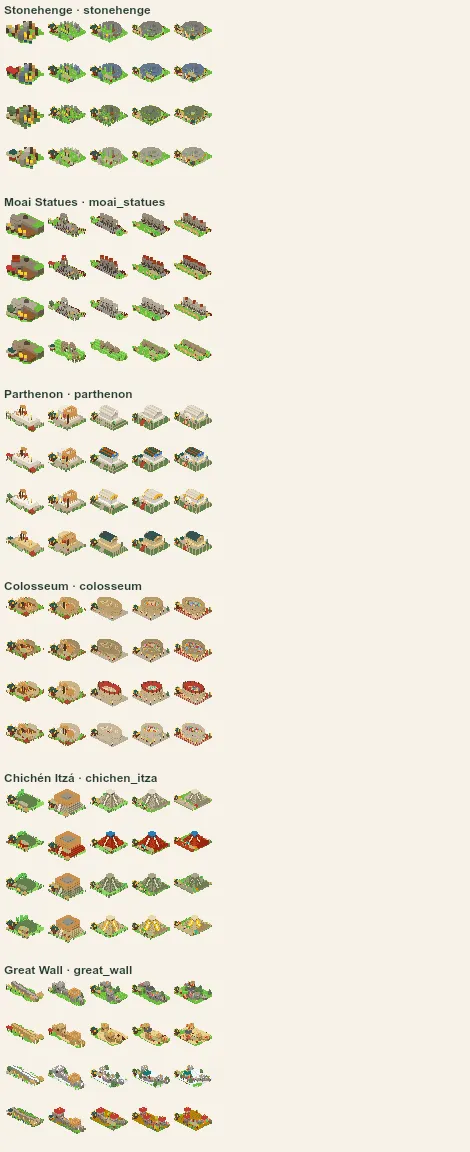 Stonehenge · stonehenge
Moai Statues · moai_statues
Parthenon · parthenon
Colosseum · colosseum
Chichén Itzá · chichen_itza
Great Wall · great_wall